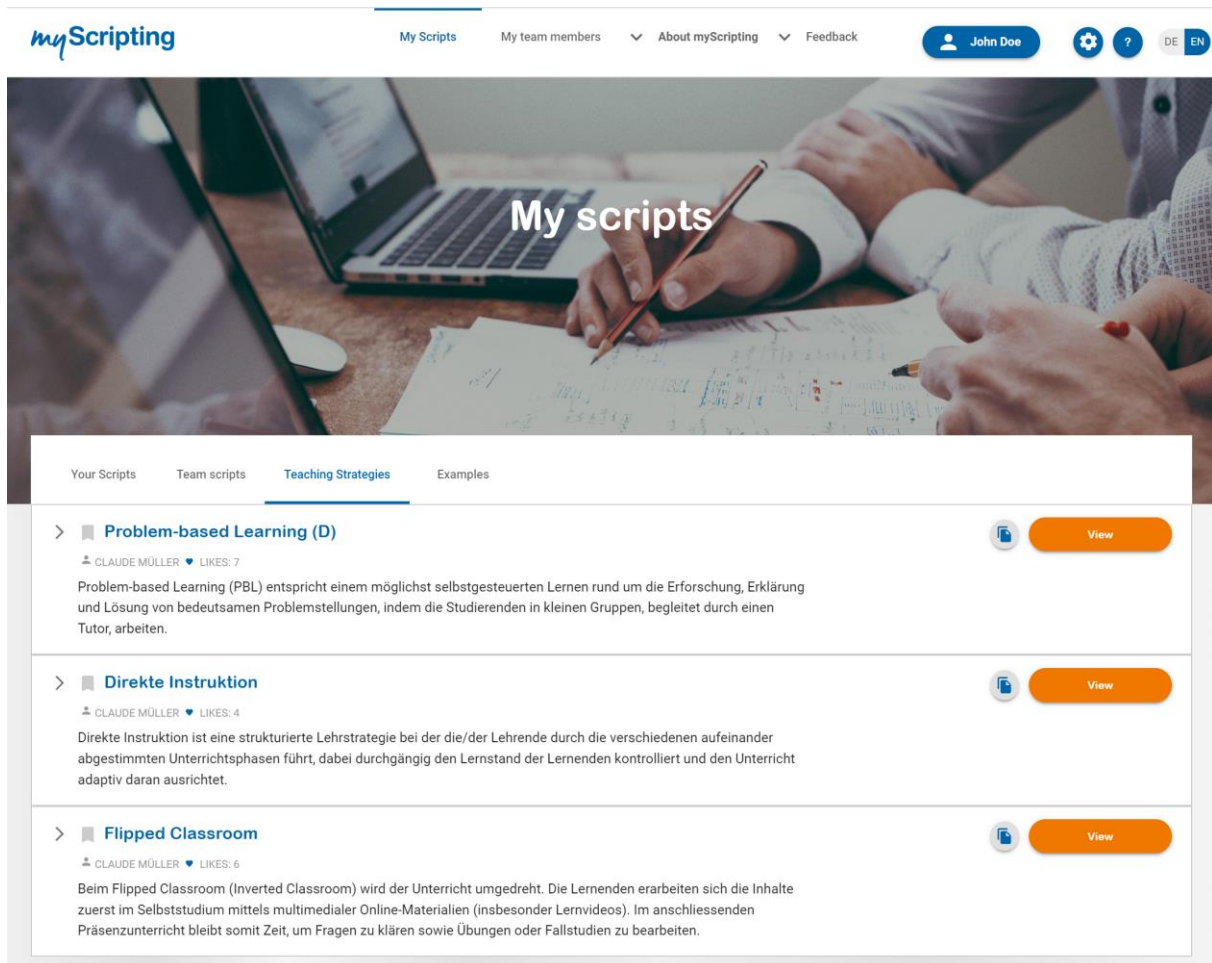 myScripting
My Scripts My team members About myScripting Feedback John Doe ? DE EN
My scripts
Your Scripts Team scripts Teaching Strategies Examples
Problem-based Learning (D) View
CLAUDE MÜLLER LIKES: 7
Problem-based Learning (PBL) entspricht einem möglichst selbstgesteuerten Lernen rund um die Erforschung, Erklärung
und Lösung von bedeutsamen Problemstellungen, indem die Studierenden in kleinen Gruppen, begleitet durch einen
Tutor, arbeiten.
Direkte Instruktion View
CLAUDE MÜLLER LIKES: 4
Direkte Instruktion ist eine strukturierte Lehrstrategie bei der die/der Lehrende durch die verschiedenen aufeinander
abgestimmten Unterrichtsphasen führt, dabei durchgängig den Lernstand der Lernenden kontrolliert und den Unterricht
adaptiv daran ausrichtet.
Flipped Classroom View
CLAUDE MÜLLER LIKES: 6
Beim Flipped Classroom (Inverted Classroom) wird der Unterricht umgedreht. Die Lernenden erarbeiten sich die Inhalte
zuerst im Selbststudium mittels multimedialer Online-Materialien (insbesonder Lernvideos). Im anschliessenden
Präsenzunterricht bleibt somit Zeit, um Fragen zu klären sowie Übungen oder Fallstudien zu bearbeiten.